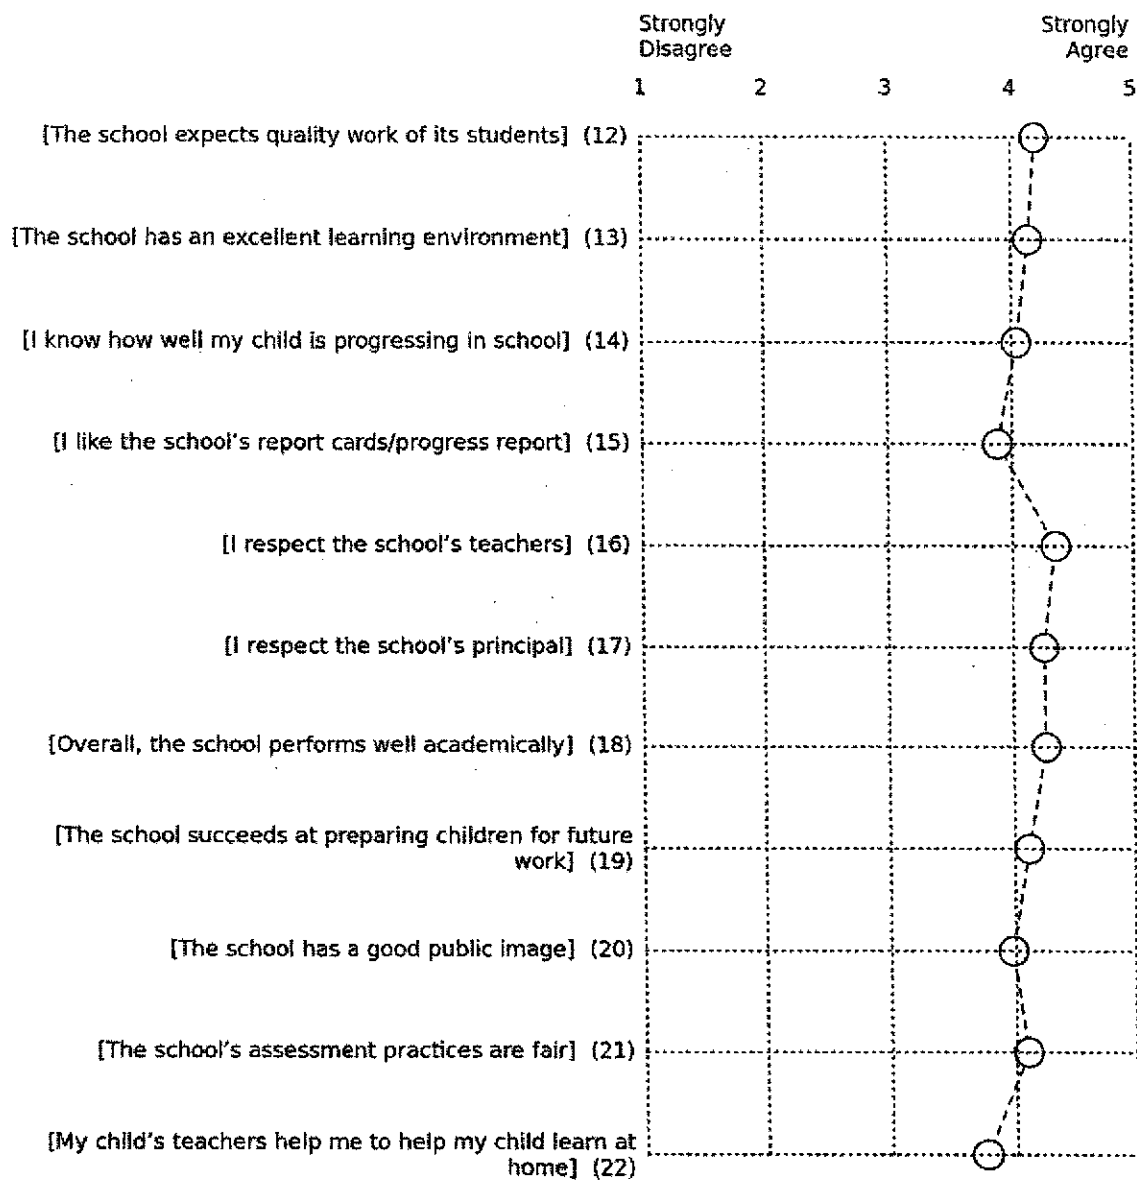 Strongly
Disagree
Strongly
Agree
1 2 3 4 5
[The school expects quality work of its students] (12)
[The school has an excellent learning environment] (13)
[I know how well my child is progressing in school] (14)
[I like the school's report cards/progress report] (15)
[I respect the school's teachers] (16)
[I respect the school's principal] (17)
[Overall, the school performs well academically] (18)
[The school succeeds at preparing children for future
work] (19)
[The school has a good public image] (20)
[The school's assessment practices are fair] (21)
[My child's teachers help me to help my child learn at
home] (22)